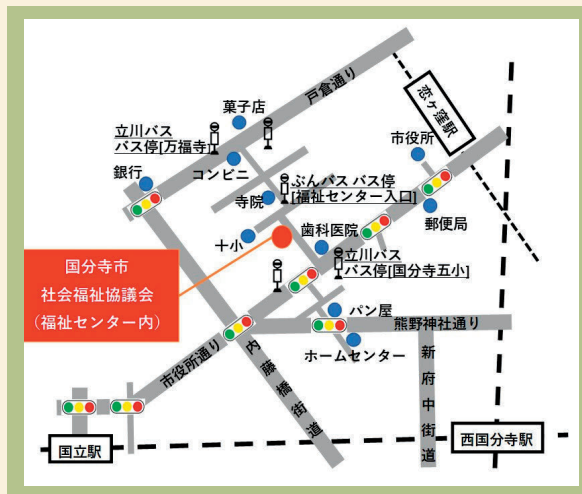 戸倉通り
恋ヶ窪駅
菓子店
立川バス
バス停[万福寺]
市役所
銀行
コンビニ
ぶんバス バス停
[福祉センター入口]
寺院
郵便局
十小
歯科医院
立川バス
バス停[国分寺五小]
国分寺市
社会福祉協議会
（福祉センター内）
パン屋
熊野神社通り
ホームセンター
市役所通り
内藤橋街道
新府中街道
国立駅
西国分寺駅